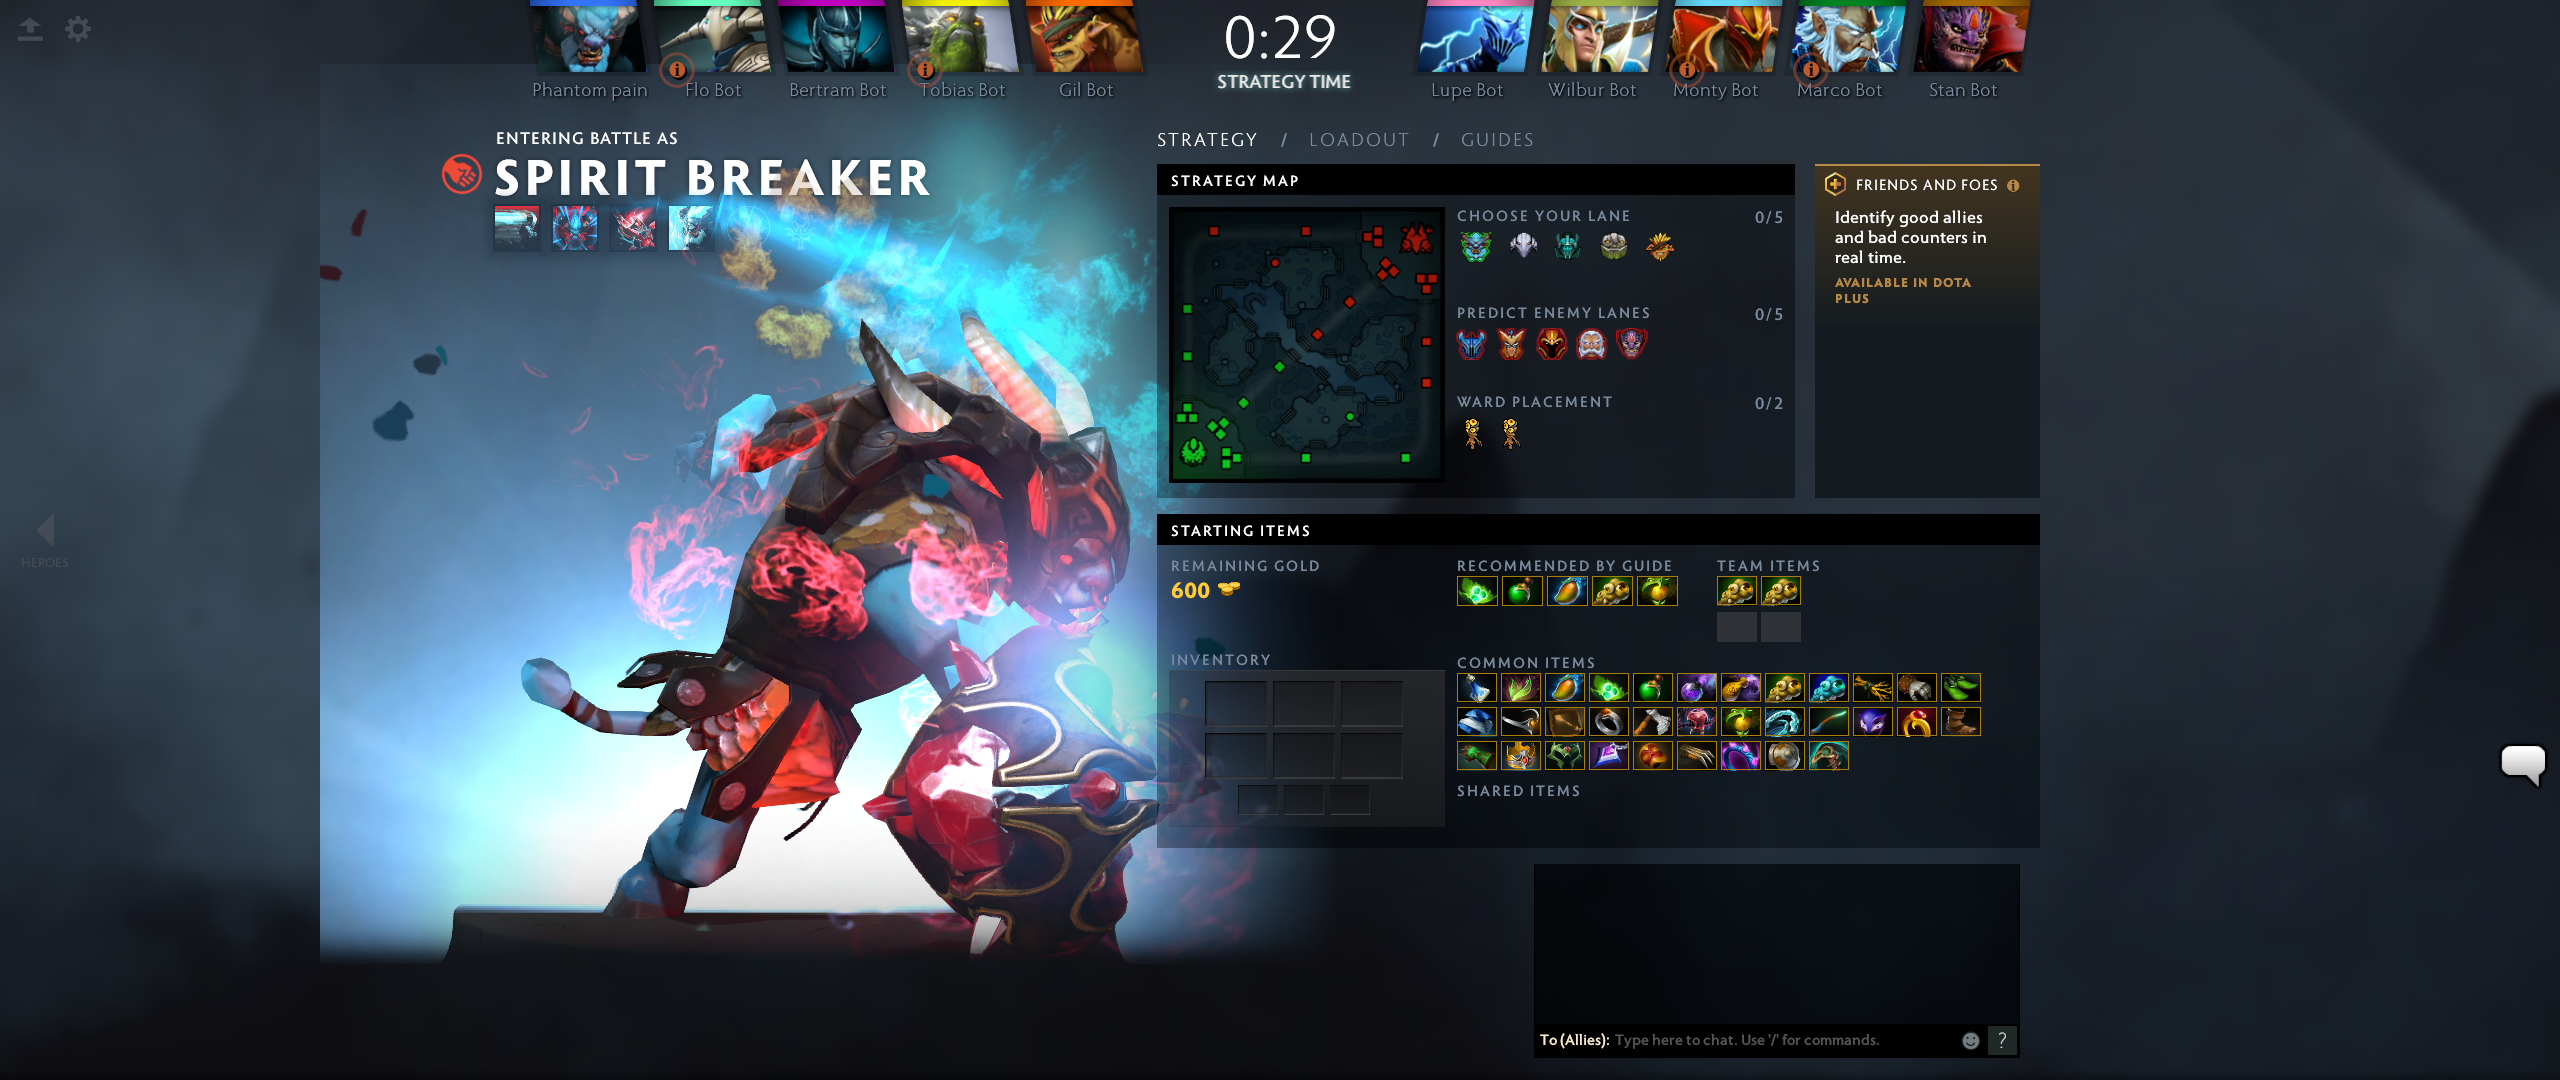 0:29
STRATEGY TIME
Phantom pain
Flo Bot
Bertram Bot
Tobias Bot
Gil Bot
Lupe Bot
Wilbur Bot
Monty Bot
Marco Bot
Stan Bot
ENTERING BATTLE AS
SPIRIT BREAKER
STRATEGY / LOADOUT / GUIDES
STRATEGY MAP
CHOOSE YOUR LANE 0/5
PREDICT ENEMY LANES 0/5
WARD PLACEMENT 0/2
FRIENDS AND FOES
Identify good allies
and bad counters in
real time.
AVAILABLE IN DOTA
PLUS
HEROES
STARTING ITEMS
REMAINING GOLD
600
RECOMMENDED BY GUIDE
TEAM ITEMS
INVENTORY
COMMON ITEMS
SHARED ITEMS
To (Allies): Type here to chat. Use '/' for commands.
?